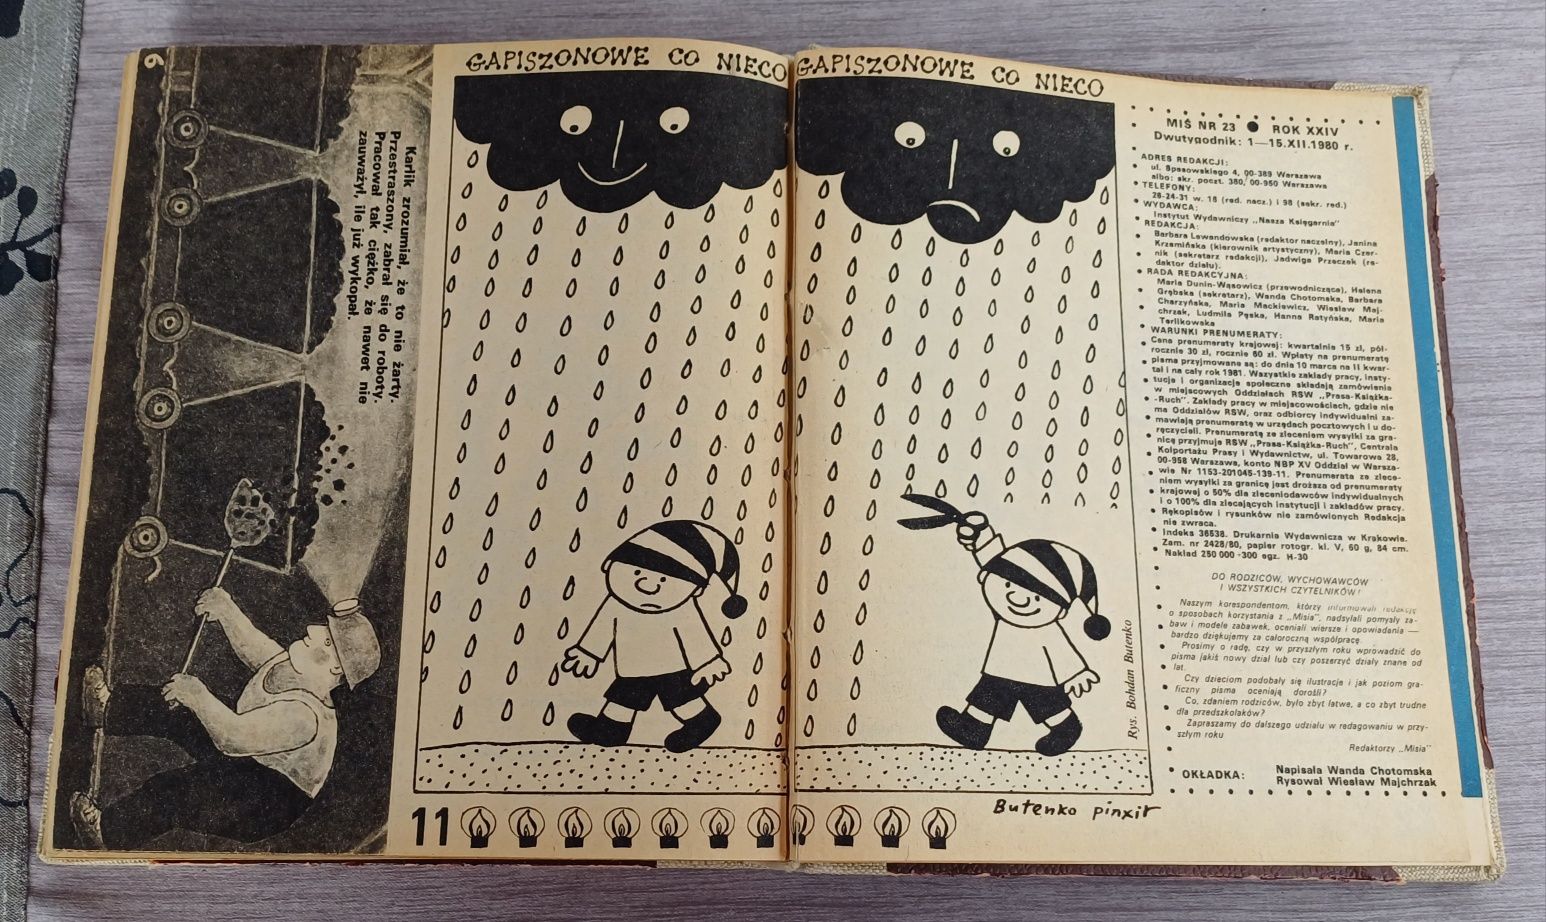 9
Karlik zrozumiał, że to nie żarty.
Przestraszony, zabrał się do roboty.
Pracował tak ciężko, że nawet nie
zauważył, ile już wykopał.
GAPISZONOWE CO NIECO
11
GAPISZONOWE CO NIECO
Rys. Bohdan Butenko
Butenko pinxit
MIŚ NR 23 ● ROK XXIV
Dwutygodnik: 1—15.XII.1980 r.
ADRES REDAKCJI:
ul. Spasowskiego 4, 00-389 Warszawa
albo: skr. poczt. 380, 00-950 Warszawa
TELEFONY:
26-24-31 w. 18 (red. nacz.) i 98 (sekr. red.)
WYDAWCA:
Instytut Wydawniczy „Nasza Księgarnia"
REDAKCJA:
Barbara Lewandowska (redaktor naczelny), Janina
Krzemińska (kierownik artystyczny), Maria Czer-
nik (sekretarz redakcji), Jadwiga Przeczek (re-
daktor działu).
RADA REDAKCYJNA:
Maria Dunin-Wąsowicz (przewodnicząca), Helena
Grębska (sekretarz), Wanda Chotomska, Barbara
Charzyńska, Maria Mackiewicz, Wiesław Maj-
chrzak, Ludmiła Pęska, Hanna Ratyńska, Maria
Terlikowska
WARUNKI PRENUMERATY:
Cena prenumeraty krajowej: kwartalnie 15 zł, pół-
rocznie 30 zł, rocznie 60 zł. Wpłaty na prenumeratę
pisma przyjmowane są: do dnia 10 marca na II kwar-
tał i na cały rok 1981. Wszystkie zakłady pracy, insty-
tucje i organizacje społeczne składają zamówienia
w miejscowych Oddziałach RSW „Prasa-Książka-
-Ruch". Zakłady pracy w miejscowościach, gdzie nie
ma Oddziałów RSW, oraz odbiorcy indywidualni za-
mawiają prenumeratę w urzędach pocztowych i u do-
ręczycieli. Prenumeratę ze zleceniem wysyłki za gra-
nicę przyjmuje RSW „Prasa-Książka-Ruch", Centrala
Kolportażu Prasy i Wydawnictw, ul. Towarowa 28,
00-958 Warszawa, konto NBP XV Oddział w Warsza-
wie Nr 1153-201045-139-11. Prenumerata ze zlece-
niem wysyłki za granicę jest droższa od prenumeraty
krajowej o 50% dla zleceniodawców indywidualnych
i o 100% dla zlecających instytucji i zakładów pracy.
Rękopisów i rysunków nie zamówionych Redakcja
nie zwraca.
Indeks 36538. Drukarnia Wydawnicza w Krakowie.
Zam. nr 2428/80, papier rotogr. kl. V, 60 g, 84 cm.
Nakład 250 000 +300 egz. H-30
DO RODZICÓW, WYCHOWAWCÓW
I WSZYSTKICH CZYTELNIKÓW!
Naszym korespondentom, którzy informowali redakcję
o sposobach korzystania z „Misia", nadsyłali pomysły za-
baw i modele zabawek, oceniali wiersze i opowiadania —
bardzo dziękujemy za całoroczną współpracę.
Prosimy o radę, czy w przyszłym roku wprowadzić do
pisma jakiś nowy dział lub czy poszerzyć działy znane od
lat.
Czy dzieciom podobały się ilustracje i jak poziom gra-
ficzny pisma oceniają dorośli?
Co, zdaniem rodziców, było zbyt łatwe, a co zbyt trudne
dla przedszkolaków?
Zapraszamy do dalszego udziału w redagowaniu w przy-
szłym roku
Redaktorzy „Misia"
OKŁADKA: Napisała Wanda Chotomska
Rysował Wiesław Majchrzak